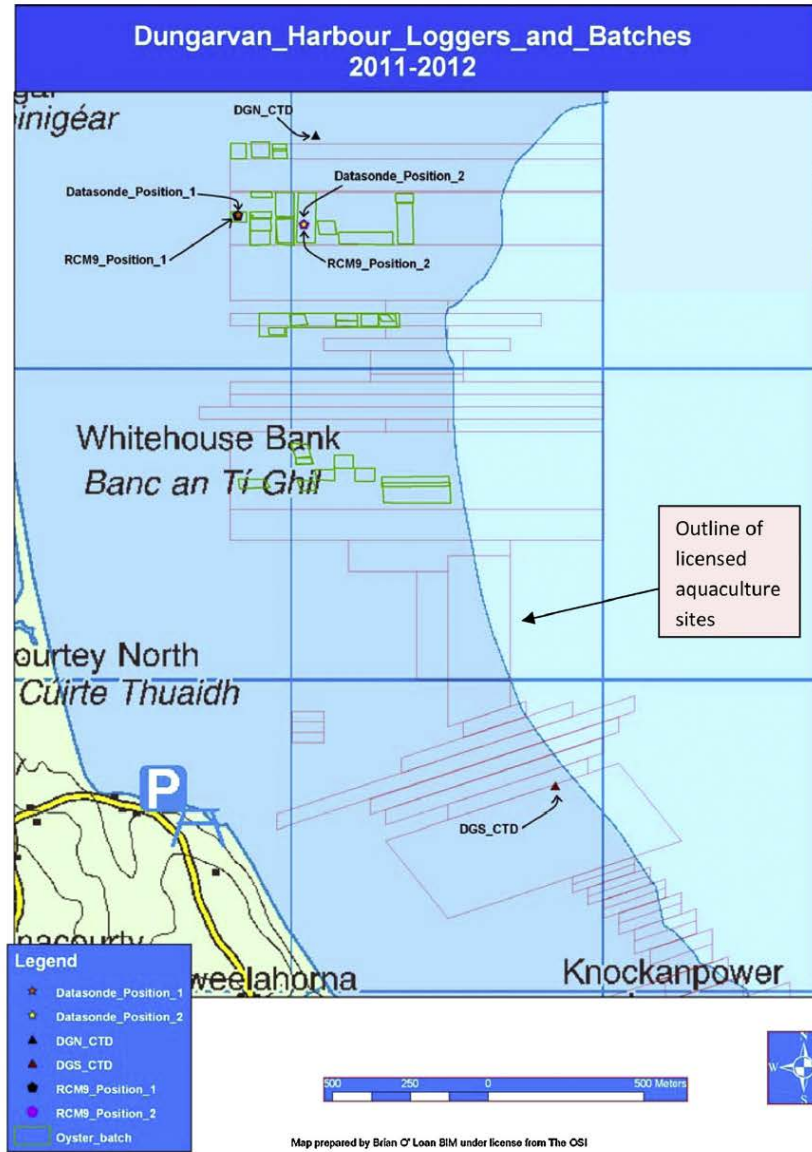 Dungarvan_Harbour_Loggers_and_Batches
2011-2012
inigéar
DGN_CTD
Datasonde_Position_1
Datasonde_Position_2
RCM9_Position_1
RCM9_Position_2
Whitehouse Bank
Banc an Tí Ghil
Outline of
licensed
aquaculture
sites
ourtey North
Cúirte Thuaidh
P
DGS_CTD
nacourty
weelahorna
Knockanpower
Legend
Datasonde_Position_1
Datasonde_Position_2
DGN_CTD
DGS_CTD
RCM9_Position_1
RCM9_Position_2
Oyster_batch
500 250 0 500 Meters
N
W
S
Map prepared by Brian O' Loan BIM under license from The OSI